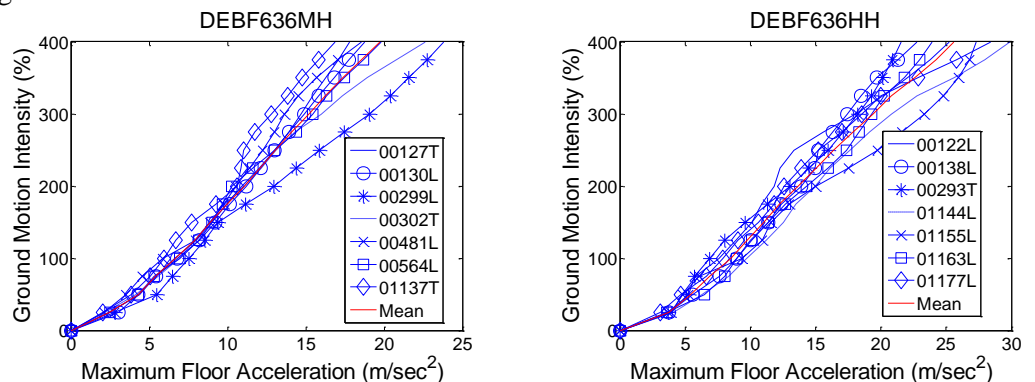 DEBF636MH
Ground Motion Intensity (%)
400
300
200
100
0
0 5 10 15 20 25
Maximum Floor Acceleration (m/sec²)
00127T
00130L
00299L
00302T
00481L
00564L
01137T
Mean
DEBF636HH
Ground Motion Intensity (%)
400
300
200
100
0
0 5 10 15 20 25 30
Maximum Floor Acceleration (m/sec²)
00122L
00138L
00293T
01144L
01155L
01163L
01177L
Mean